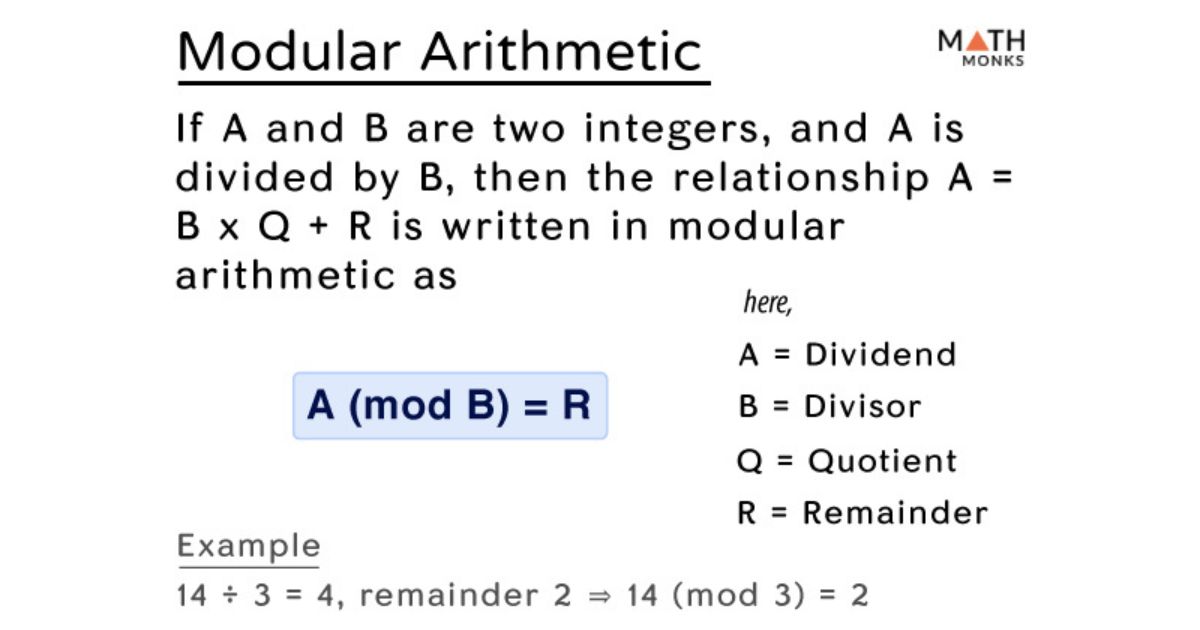 Modular Arithmetic
MATH
MONKS
If A and B are two integers, and A is
divided by B, then the relationship A =
B x Q + R is written in modular
arithmetic as
here,
A = Dividend
A (mod B) = R
B = Divisor
Q = Quotient
R = Remainder
Example
14 ÷ 3 = 4, remainder 2 ⇒ 14 (mod 3) = 2